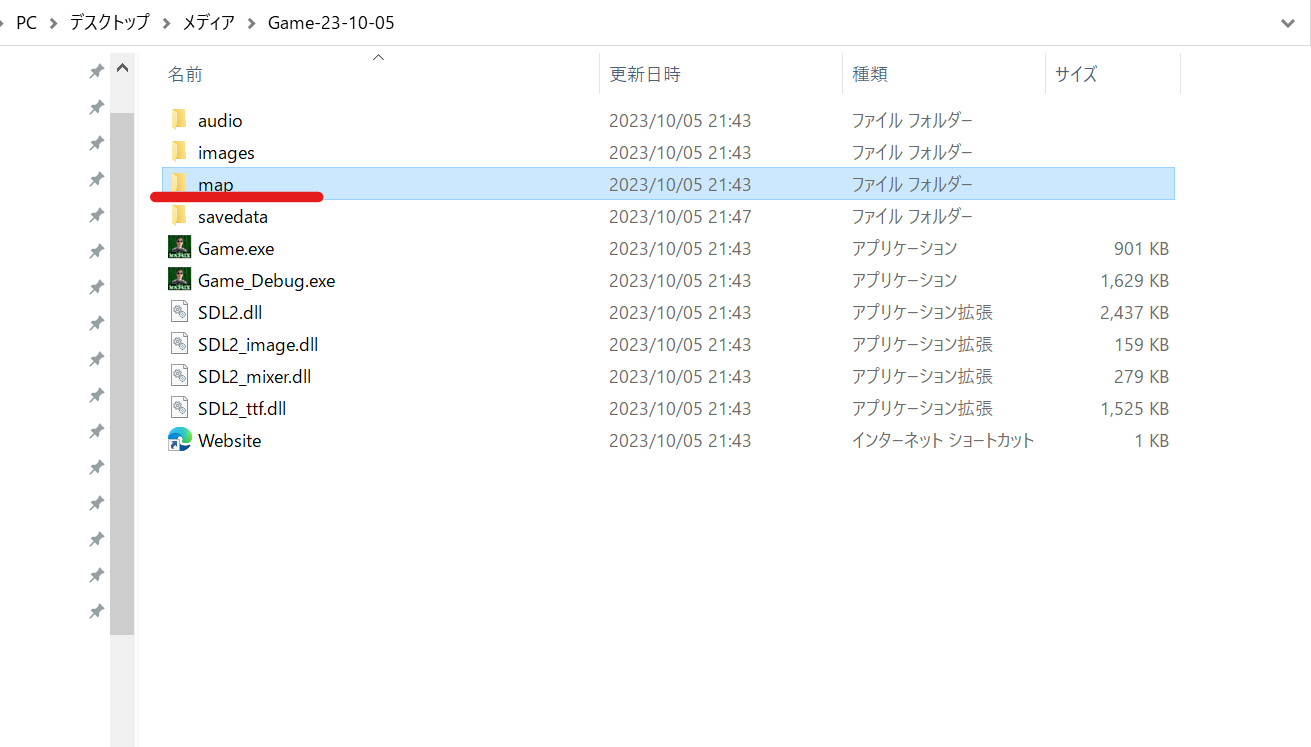 PC > デスクトップ > メディア > Game-23-10-05
名前 更新日時 種類 サイズ
audio 2023/10/05 21:43 ファイル フォルダー
images 2023/10/05 21:43 ファイル フォルダー
map 2023/10/05 21:43 ファイル フォルダー
savedata 2023/10/05 21:47 ファイル フォルダー
Game.exe 2023/10/05 21:43 アプリケーション 901 KB
Game_Debug.exe 2023/10/05 21:43 アプリケーション 1,629 KB
SDL2.dll 2023/10/05 21:43 アプリケーション拡張 2,437 KB
SDL2_image.dll 2023/10/05 21:43 アプリケーション拡張 159 KB
SDL2_mixer.dll 2023/10/05 21:43 アプリケーション拡張 279 KB
SDL2_ttf.dll 2023/10/05 21:43 アプリケーション拡張 1,525 KB
Website 2023/10/05 21:43 インターネット ショートカット 1 KB